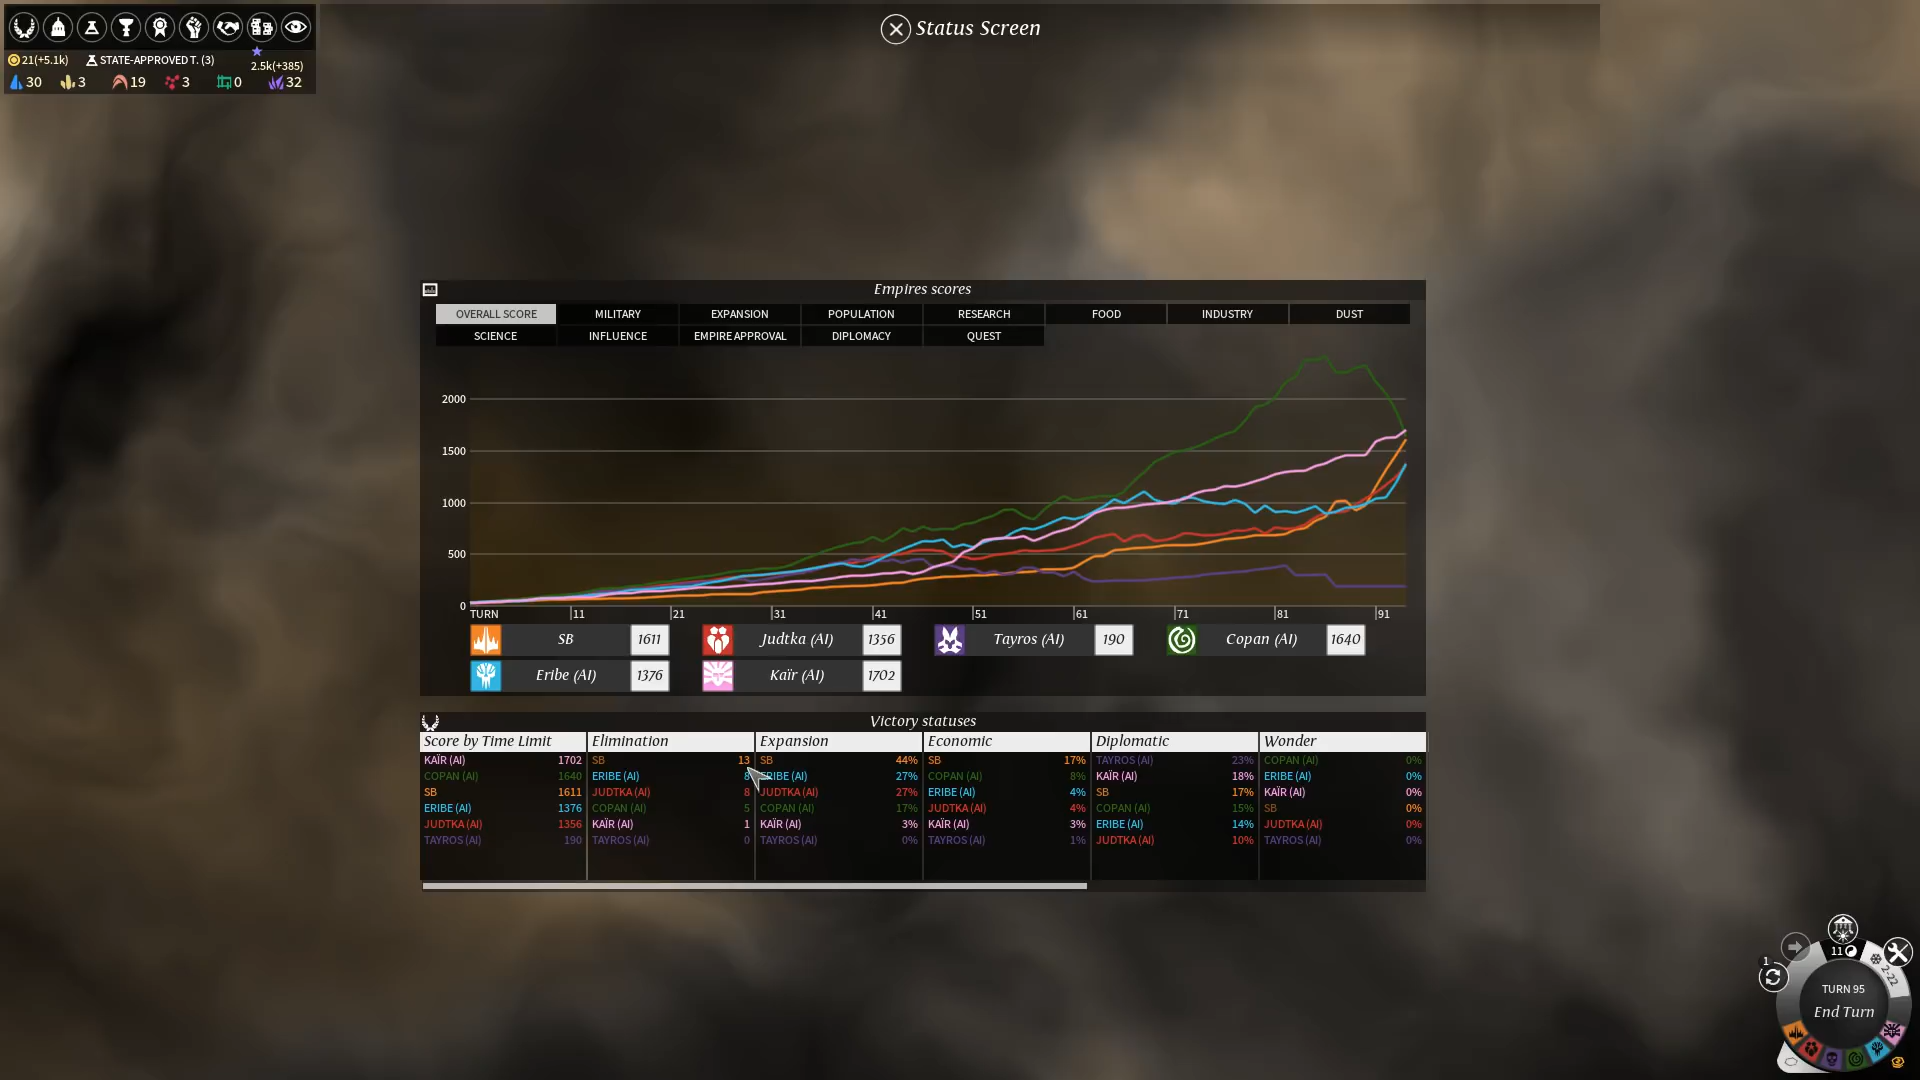 Status Screen
21(+5.1k) STATE-APPROVED T. (3) 2.5k(+385)
30 3 19 3 0 32
Empires scores
OVERALL SCORE MILITARY EXPANSION POPULATION RESEARCH FOOD INDUSTRY DUST
SCIENCE INFLUENCE EMPIRE APPROVAL DIPLOMACY QUEST
2000
1500
1000
500
0
TURN 11 21 31 41 51 61 71 81 91
SB 1611 Judtka (AI) 1356 Tayros (AI) 190 Copan (AI) 1640
Eribe (AI) 1376 Kaïr (AI) 1702
Victory statuses
Score by Time Limit Elimination Expansion Economic Diplomatic Wonder
KAÏR (AI) 1702 SB 13 SB 44% SB 17% TAYROS (AI) 23% COPAN (AI) 0%
COPAN (AI) 1640 ERIBE (AI) 8 ERIBE (AI) 27% COPAN (AI) 8% KAÏR (AI) 18% ERIBE (AI) 0%
SB 1611 JUDTKA (AI) 8 JUDTKA (AI) 27% ERIBE (AI) 4% SB 17% KAÏR (AI) 0%
ERIBE (AI) 1376 COPAN (AI) 5 COPAN (AI) 17% JUDTKA (AI) 4% COPAN (AI) 15% SB 0%
JUDTKA (AI) 1356 KAÏR (AI) 1 KAÏR (AI) 3% KAÏR (AI) 3% ERIBE (AI) 14% JUDTKA (AI) 0%
TAYROS (AI) 190 TAYROS (AI) 0 TAYROS (AI) 0% TAYROS (AI) 1% JUDTKA (AI) 10% TAYROS (AI) 0%
11
1
2-22
TURN 95
End Turn